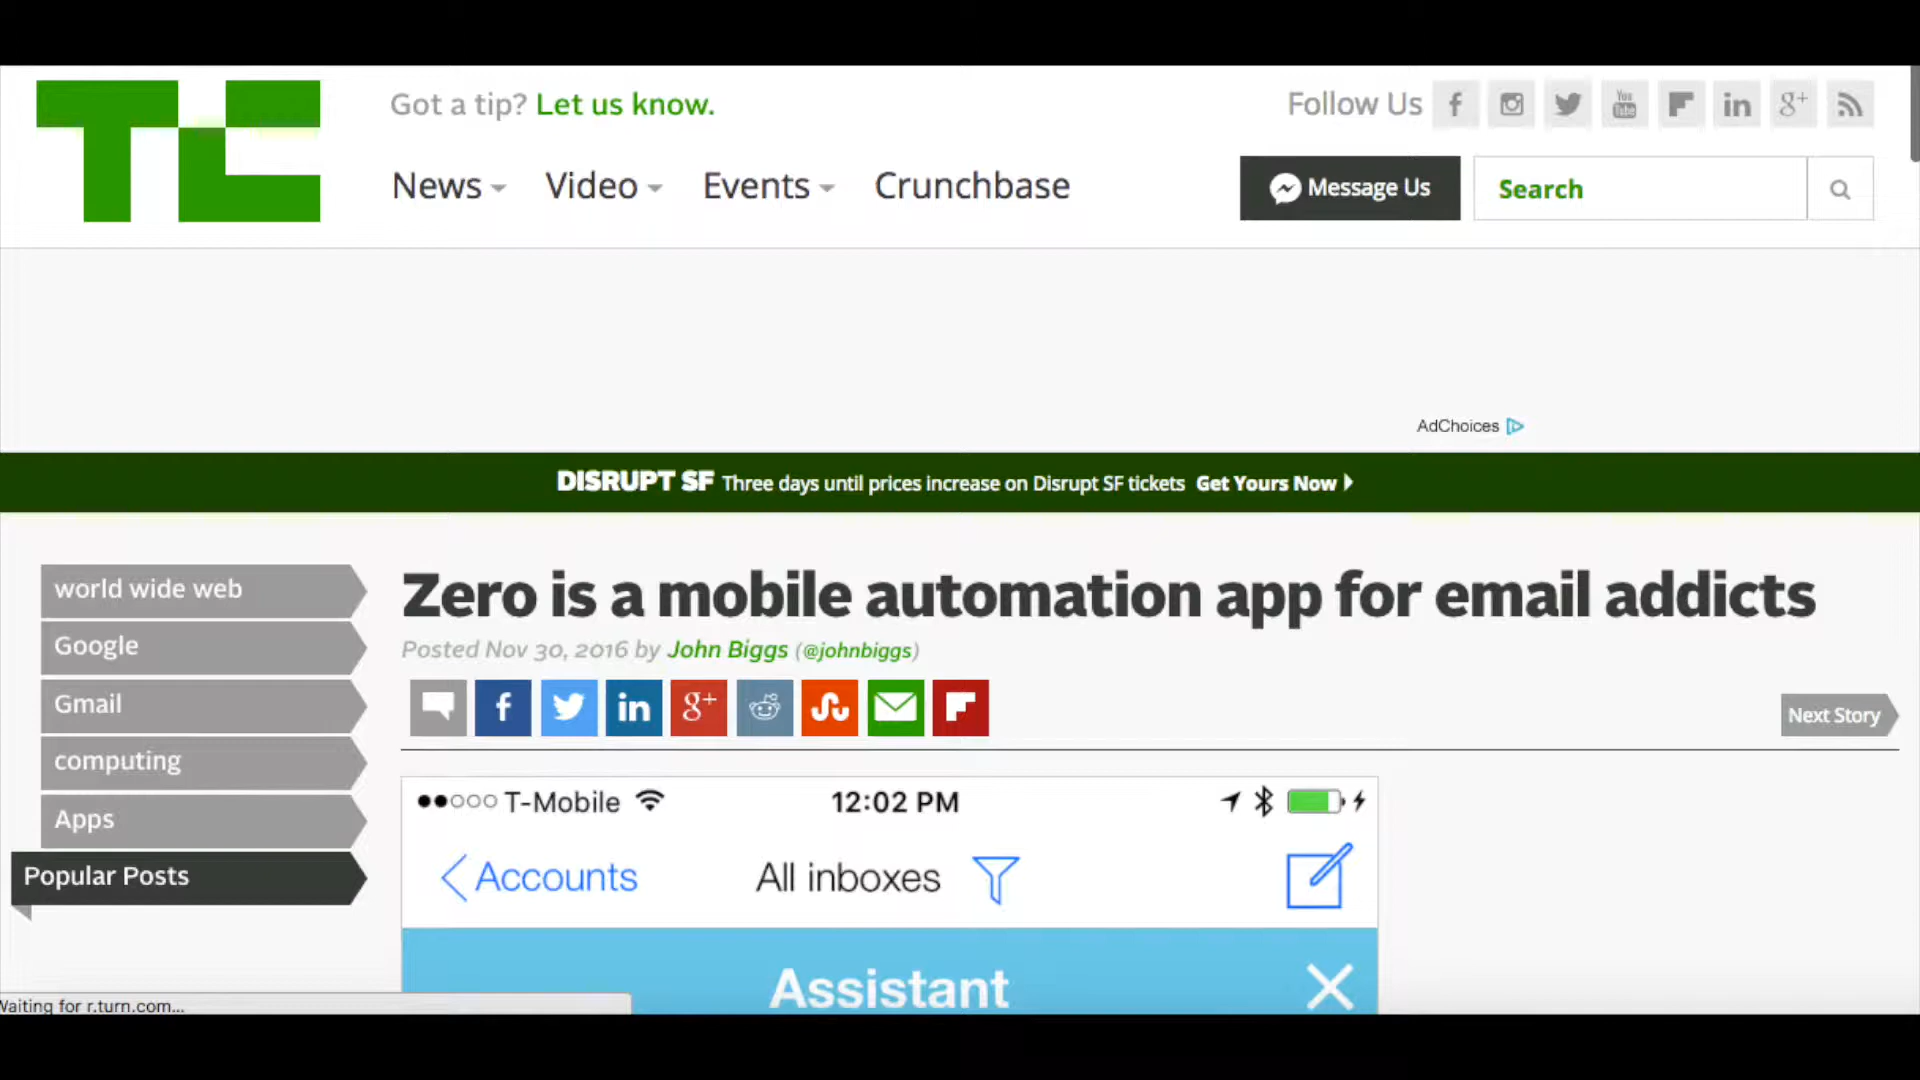 TC
Got a tip? Let us know.
Follow Us
News
Video
Events
Crunchbase
Message Us
Search
AdChoices
DISRUPT SF Three days until prices increase on Disrupt SF tickets Get Yours Now
world wide web
Google
Gmail
computing
Apps
Popular Posts
Zero is a mobile automation app for email addicts
Posted Nov 30, 2016 by John Biggs (@johnbiggs)
Next Story
T-Mobile 12:02 PM
Accounts
All inboxes
Assistant
Waiting for r.turn.com...